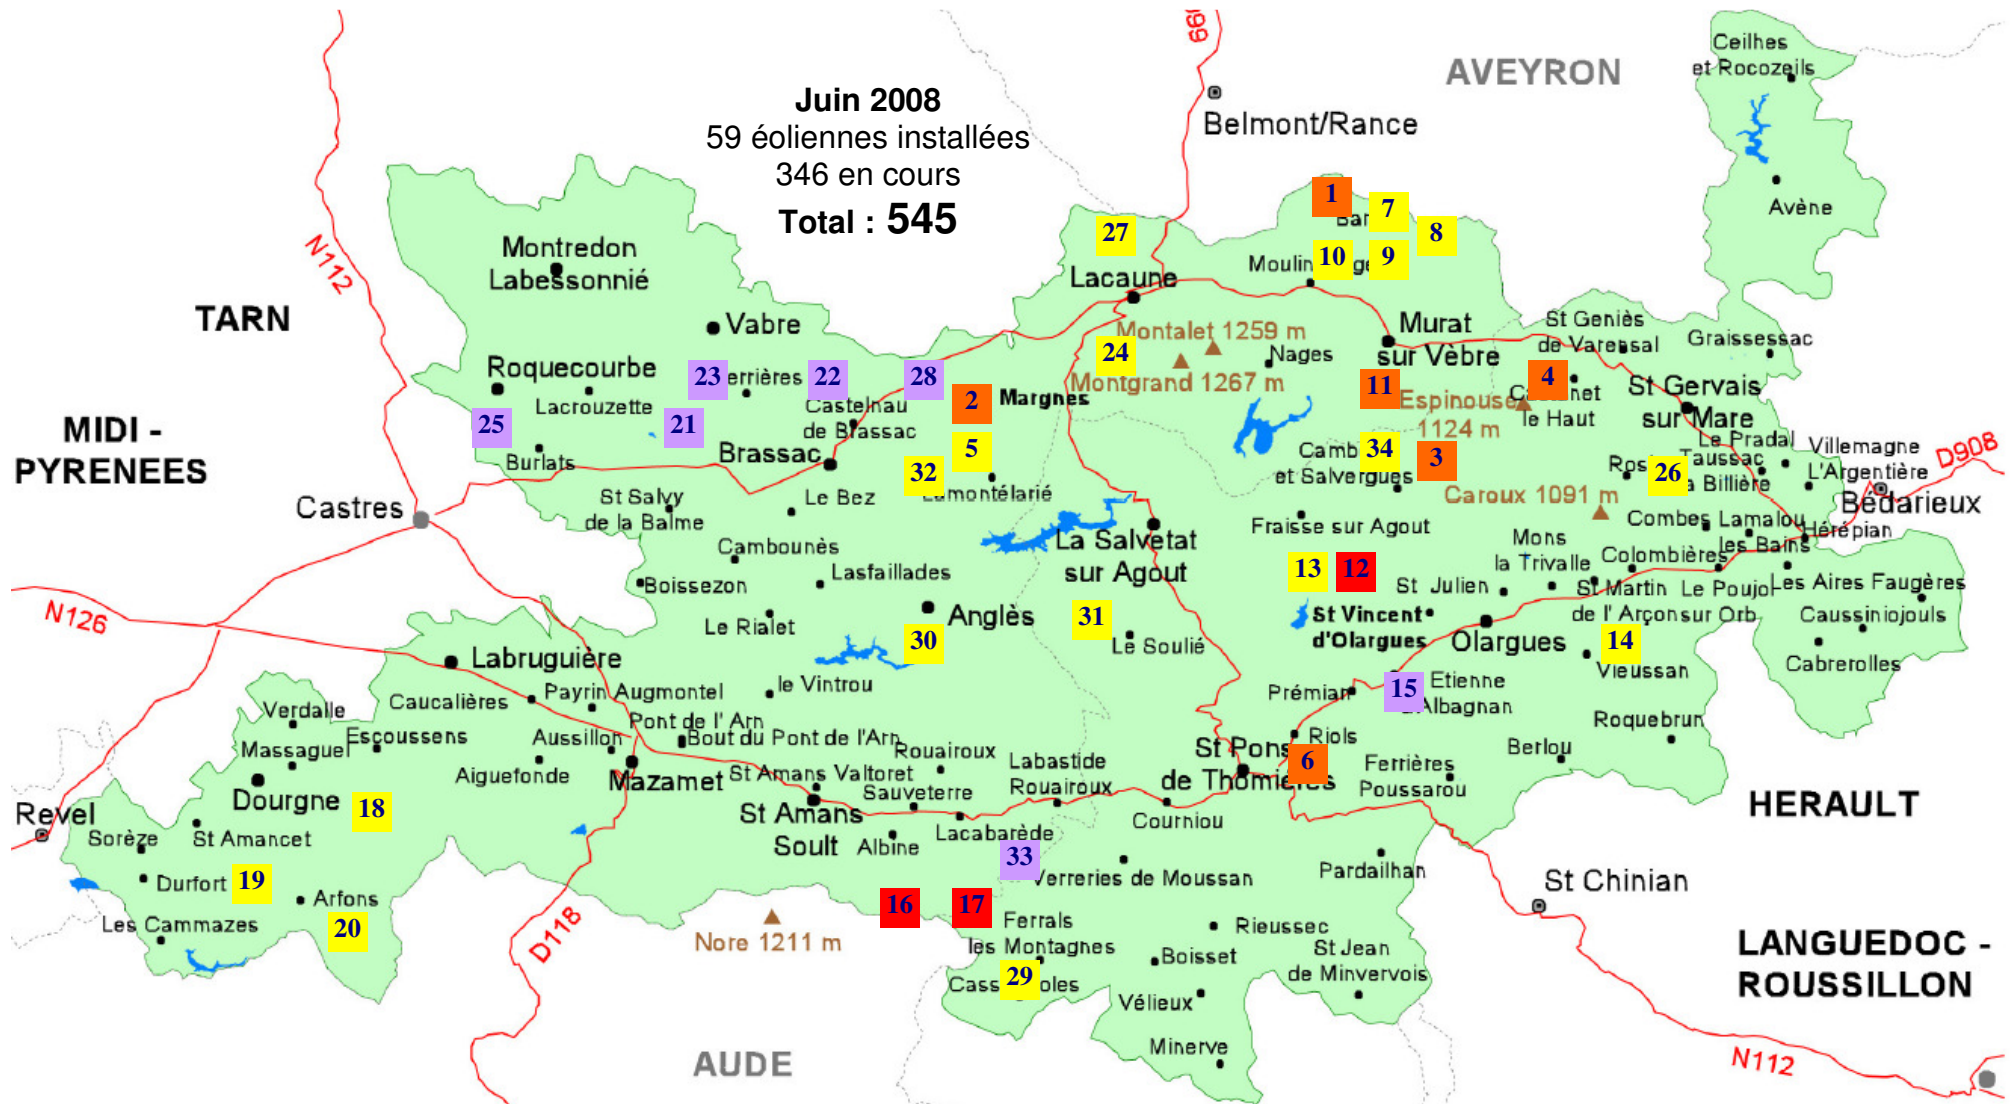 Juin 2008
59 éoliennes installées
346 en cours
Total : 545
AVEYRON
TARN
MIDI -
PYRENEES
HERAULT
LANGUEDOC -
ROUSSILLON
AUDE
N112
N126
D118
D908
N112
69
Ceilhes
et Rocozeils
Avène
Belmont/Rance
1
7
8
10
9
27
Lacaune
Montredon
Labessonnié
Vabre
Montalet 1259 m
24
Montgrand 1267 m
Nages
Murat
sur Vèbre
St Geniès
de Varensal
Graissessac
Roquecourbe
Lacrouzette
23
errières
22
28
2
Margnes
11
Espinouse
1124 m
4
le Haut
St Gervais
sur Mare
25
21
Castelnau
de Brassac
5
Burlats
Brassac
32
Lamontélarié
34
et Salvergues
3
Caroux 1091 m
26
Le Pradal
Taussac
la Billière
Villemagne
L'Argentière
Bédarieux
Castres
St Salvy
de la Balme
Le Bez
Cambounès
Boissezon
Lasfaillades
La Salvetat
sur Agout
Fraisse sur Agout
Combes
Lamalou
les Bains
Hérépian
Mons
la Trivalle
Colombières
13
12
St Julien
St Martin
de l' Arçon
Le Poujol
sur Orb
Les Aires
Faugères
Caussiniojouls
Cabrerolles
Le Rialet
Anglès
30
31
Le Soulié
St Vincent
d'Olargues
Olargues
14
Vieussan
Labruguière
Caucalières
Payrin Augmontel
le Vintrou
Prémian
15
Etienne
d'Albagnan
Roquebrun
Verdalle
Massaguel
Escoussens
Aussillon
Pont de l' Arn
Bout du Pont de l'Arn
Rouairoux
Riols
Berlou
Aiguefonde
Mazamet
St Amans Valtoret
Sauveterre
Labastide
Rouairoux
St Pons
de Thomières
6
Ferrières
Poussarou
Dourgne
18
Revel
Sorèze
St Amancet
St Amans
Soult
Albine
Lacabarède
Courniou
33
Verreries de Moussan
Pardailhan
St Chinian
Durfort
19
Arfons
Les Cammazes
20
16
17
Nore 1211 m
Ferrals
les Montagnes
Rieussec
Boisset
St Jean
de Minvervois
29
Vélieux
Minerve